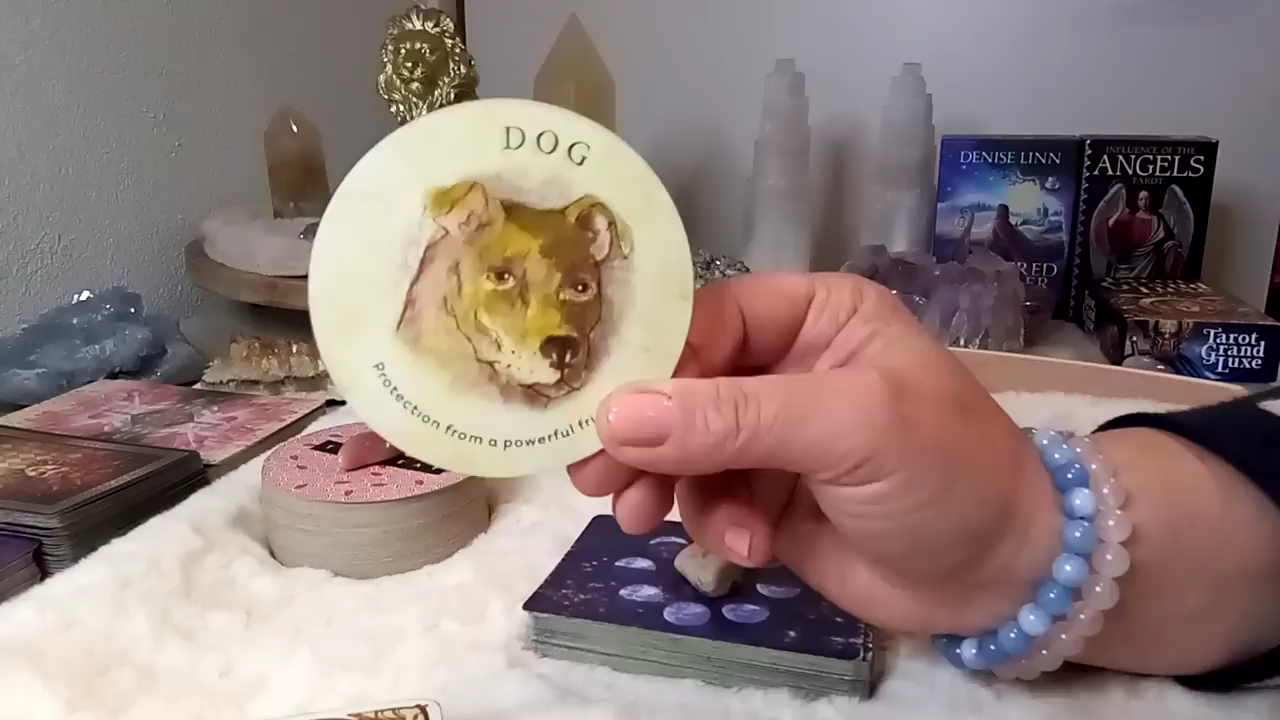 DOG
Protection from a powerful
DENISE LINN
INFLUENCE OF THE
ANGELS
TAROT
Tarot
Grand
Luxe